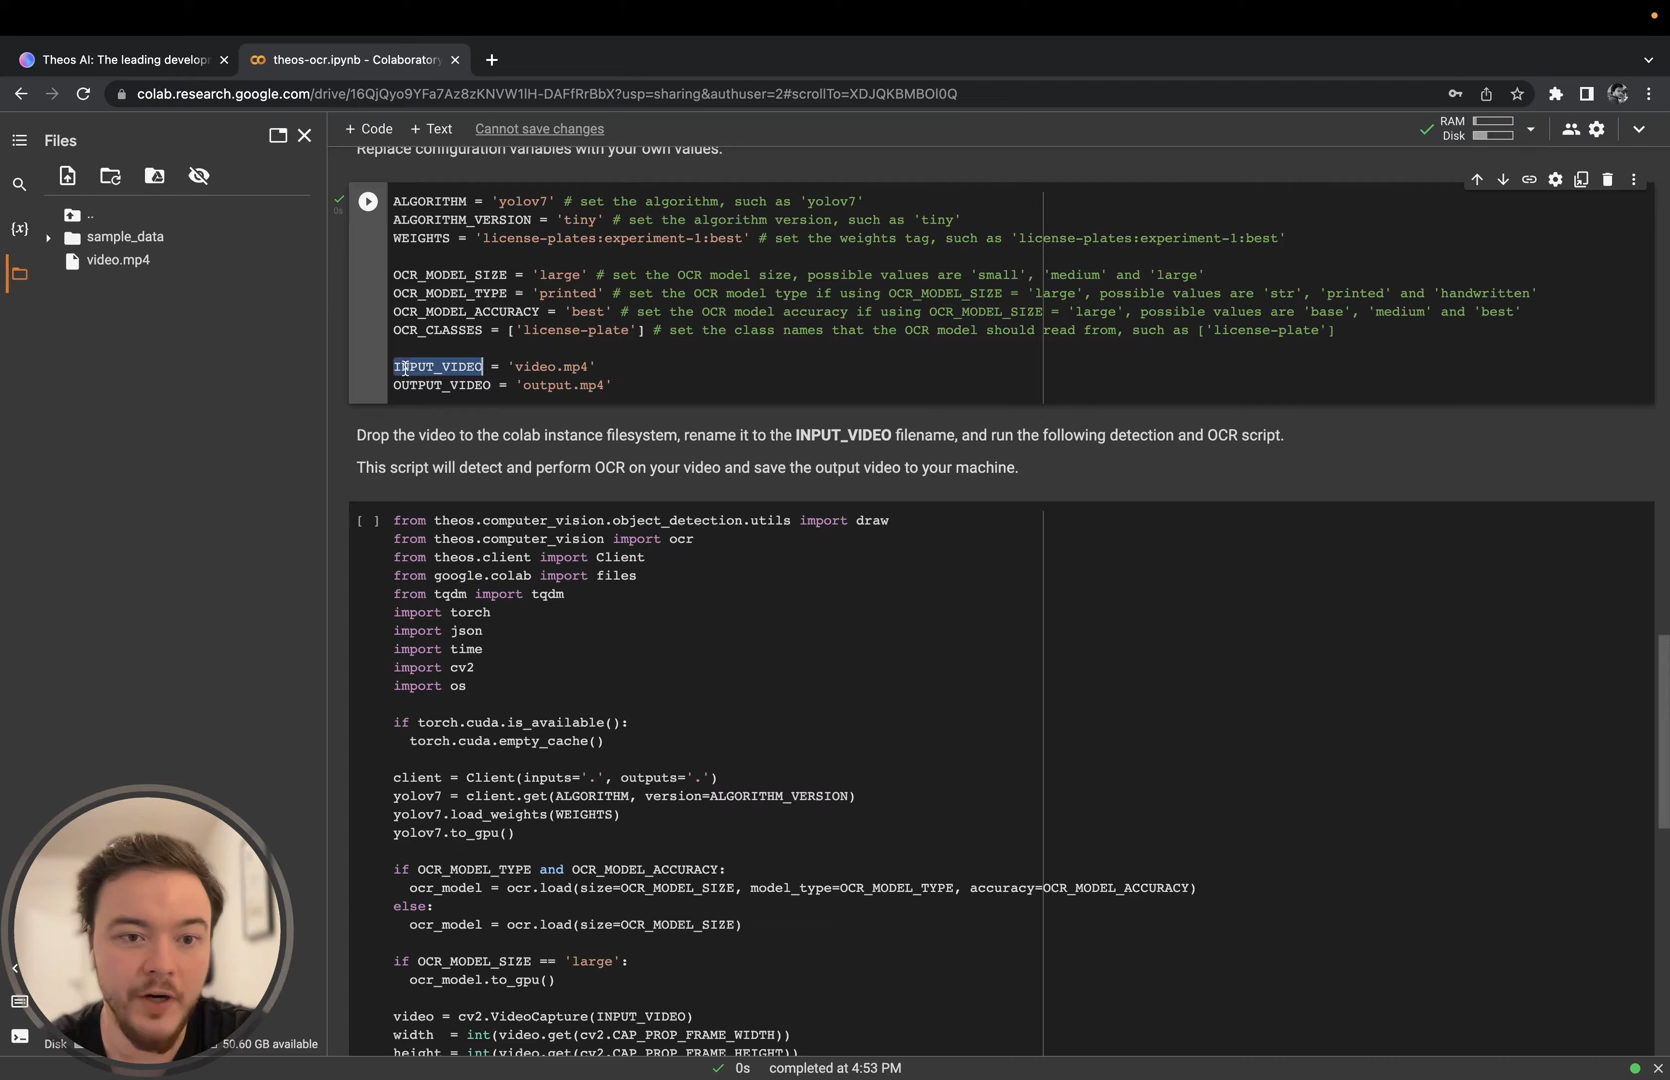 Theos AI: The leading develop
theos-ocr.ipynb - Colaboratory
colab.research.google.com/drive/16QjQyo9YFa7Az8zKNVW1lH-DAFfRrBbX?usp=sharing&authuser=2#scrollTo=XDJQKBMBOl0Q
Files
+ Code + Text Cannot save changes
RAM
Disk
..
sample_data
video.mp4
Replace configuration variables with your own values.
0s
ALGORITHM = 'yolov7' # set the algorithm, such as 'yolov7'
ALGORITHM_VERSION = 'tiny' # set the algorithm version, such as 'tiny'
WEIGHTS = 'license-plates:experiment-1:best' # set the weights tag, such as 'license-plates:experiment-1:best'
OCR_MODEL_SIZE = 'large' # set the OCR model size, possible values are 'small', 'medium' and 'large'
OCR_MODEL_TYPE = 'printed' # set the OCR model type if using OCR_MODEL_SIZE = 'large', possible values are 'str', 'printed' and 'handwritten'
OCR_MODEL_ACCURACY = 'best' # set the OCR model accuracy if using OCR_MODEL_SIZE = 'large', possible values are 'base', 'medium' and 'best'
OCR_CLASSES = ['license-plate'] # set the class names that the OCR model should read from, such as ['license-plate']
INPUT_VIDEO = 'video.mp4'
OUTPUT_VIDEO = 'output.mp4'
Drop the video to the colab instance filesystem, rename it to the INPUT_VIDEO filename, and run the following detection and OCR script.
This script will detect and perform OCR on your video and save the output video to your machine.
[ ]
from theos.computer_vision.object_detection.utils import draw
from theos.computer_vision import ocr
from theos.client import Client
from google.colab import files
from tqdm import tqdm
import torch
import json
import time
import cv2
import os
if torch.cuda.is_available():
torch.cuda.empty_cache()
client = Client(inputs='.', outputs='.')
yolov7 = client.get(ALGORITHM, version=ALGORITHM_VERSION)
yolov7.load_weights(WEIGHTS)
yolov7.to_gpu()
if OCR_MODEL_TYPE and OCR_MODEL_ACCURACY:
ocr_model = ocr.load(size=OCR_MODEL_SIZE, model_type=OCR_MODEL_TYPE, accuracy=OCR_MODEL_ACCURACY)
else:
ocr_model = ocr.load(size=OCR_MODEL_SIZE)
if OCR_MODEL_SIZE == 'large':
ocr_model.to_gpu()
video = cv2.VideoCapture(INPUT_VIDEO)
width = int(video.get(cv2.CAP_PROP_FRAME_WIDTH))
height = int(video.get(cv2.CAP_PROP_FRAME_HEIGHT))
Disk 50.60 GB available
0s completed at 4:53 PM